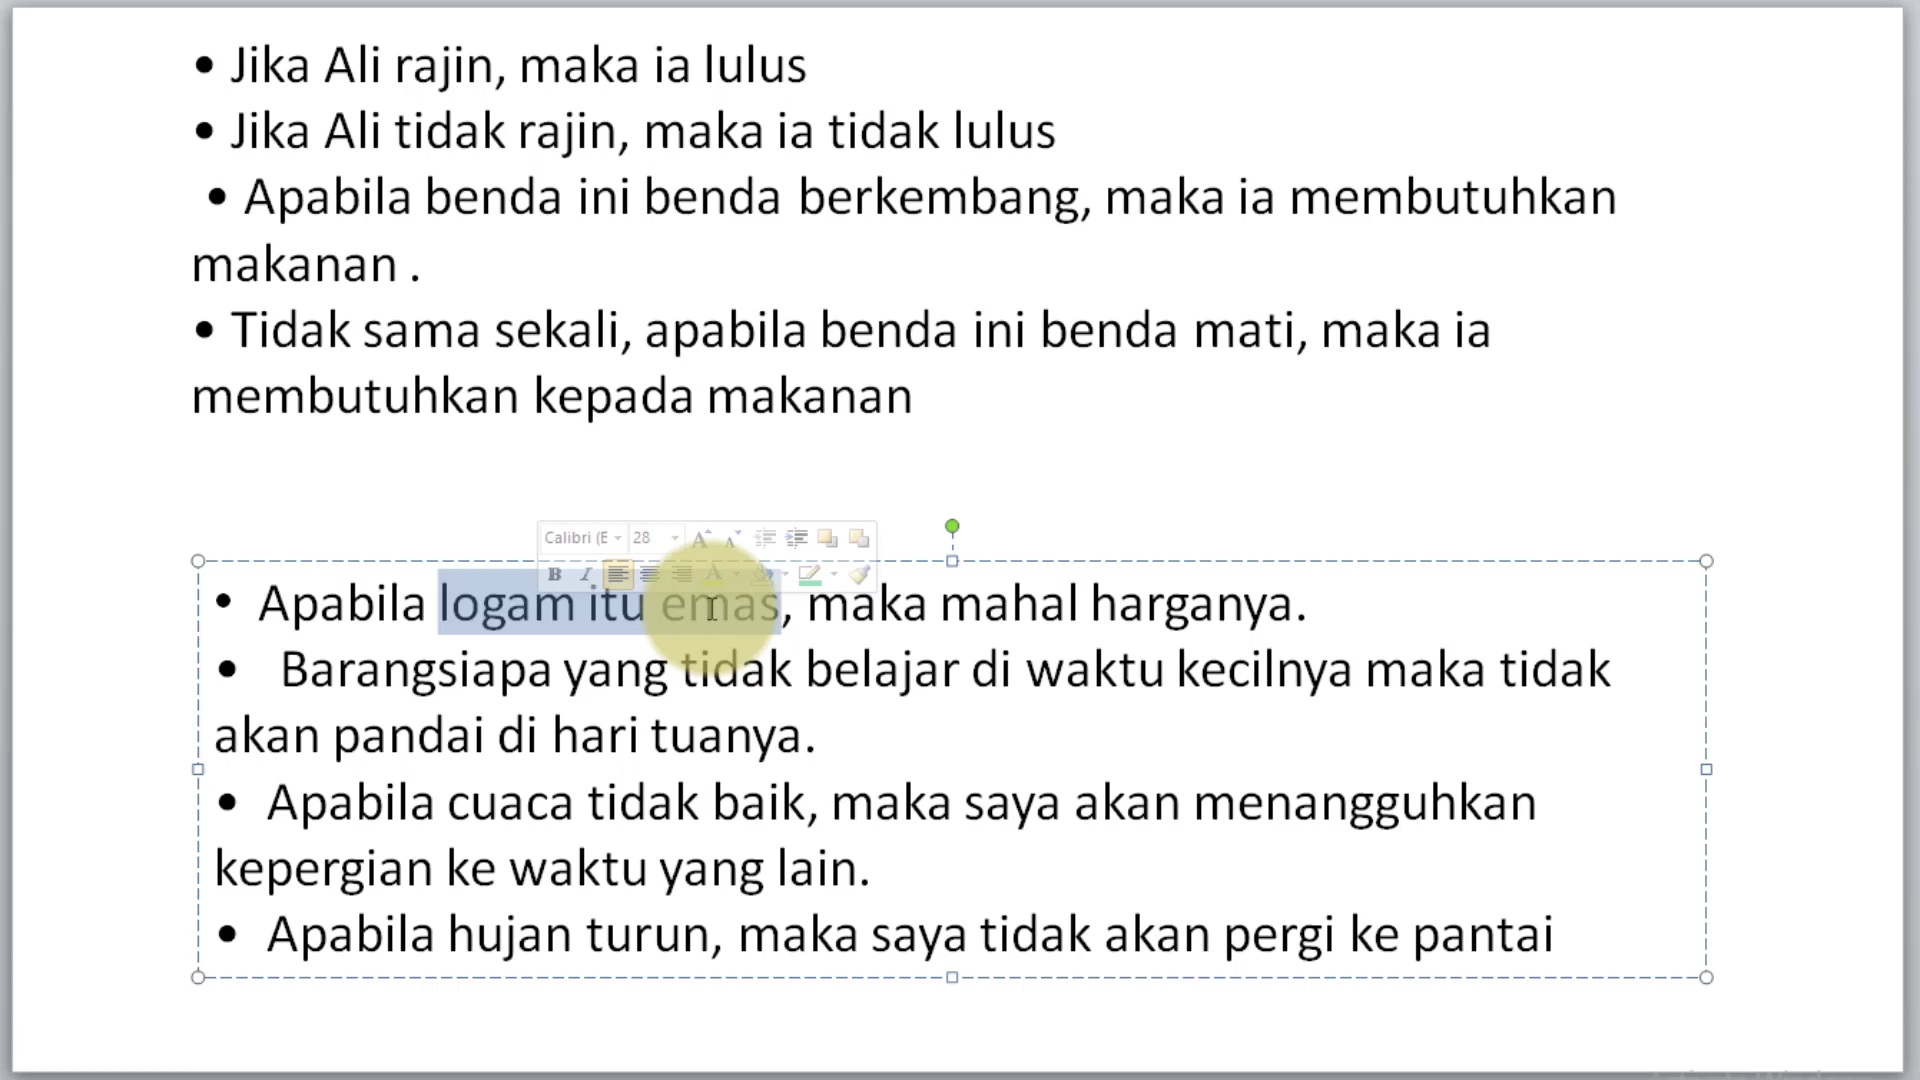 • Jika Ali rajin, maka ia lulus
• Jika Ali tidak rajin, maka ia tidak lulus
• Apabila benda ini benda berkembang, maka ia membutuhkan
makanan .
• Tidak sama sekali, apabila benda ini benda mati, maka ia
membutuhkan kepada makanan
Calibri (E 28
• Apabila logam itu emas, maka mahal harganya.
• Barangsiapa yang tidak belajar di waktu kecilnya maka tidak
akan pandai di hari tuanya.
• Apabila cuaca tidak baik, maka saya akan menangguhkan
kepergian ke waktu yang lain.
• Apabila hujan turun, maka saya tidak akan pergi ke pantai